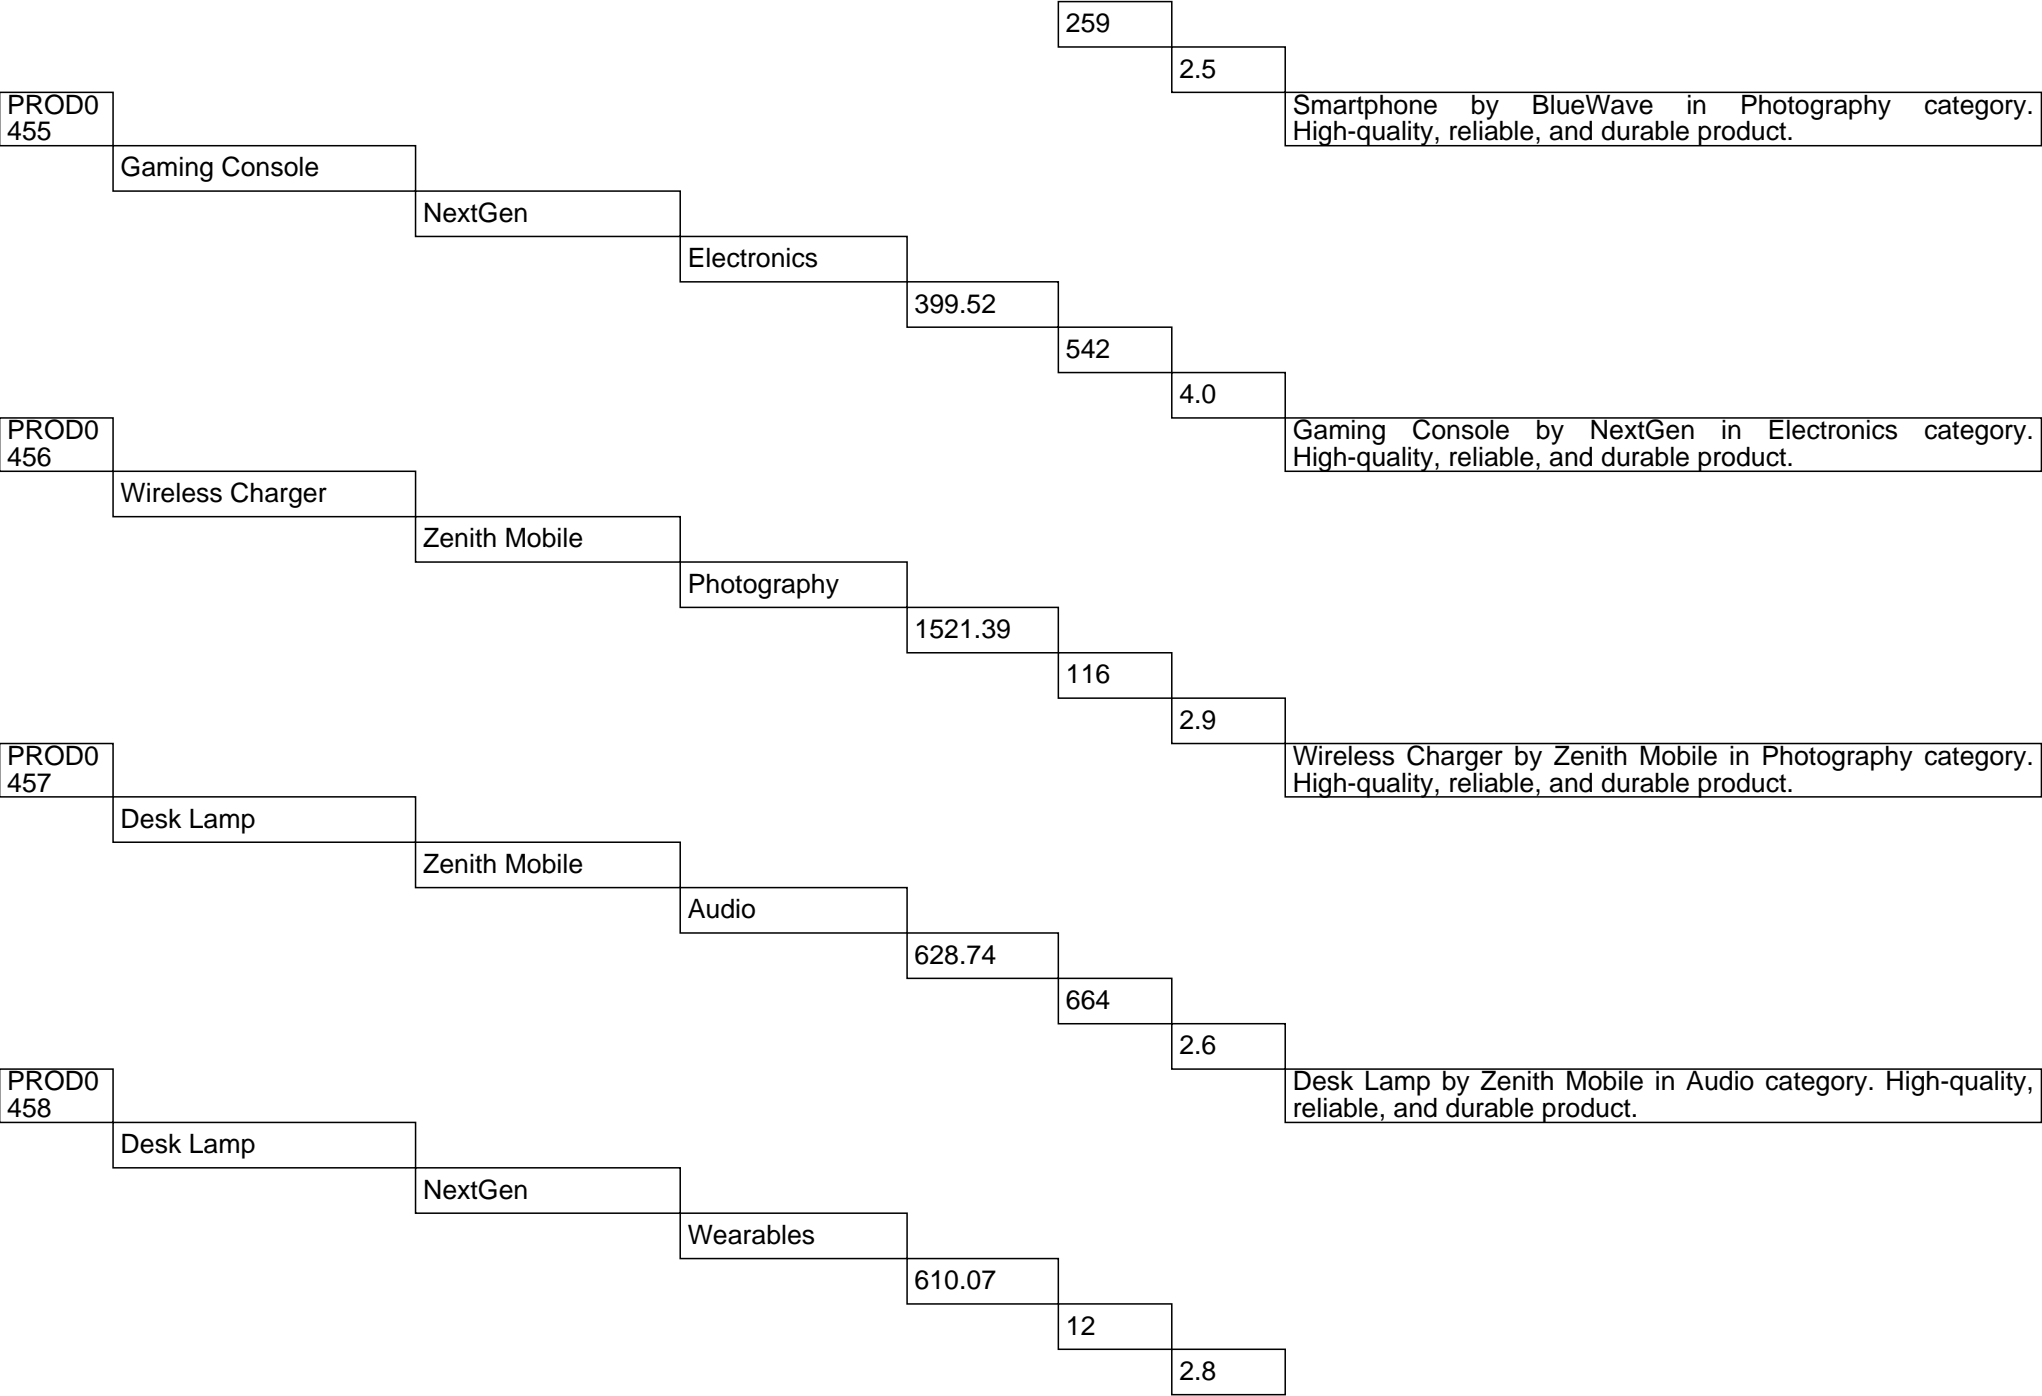 259
2.5
Smartphone by BlueWave in Photography category.
High-quality, reliable, and durable product.
PROD0
455
Gaming Console
NextGen
Electronics
399.52
542
4.0
Gaming Console by NextGen in Electronics category.
High-quality, reliable, and durable product.
PROD0
456
Wireless Charger
Zenith Mobile
Photography
1521.39
116
2.9
Wireless Charger by Zenith Mobile in Photography category.
High-quality, reliable, and durable product.
PROD0
457
Desk Lamp
Zenith Mobile
Audio
628.74
664
2.6
Desk Lamp by Zenith Mobile in Audio category. High-quality,
reliable, and durable product.
PROD0
458
Desk Lamp
NextGen
Wearables
610.07
12
2.8